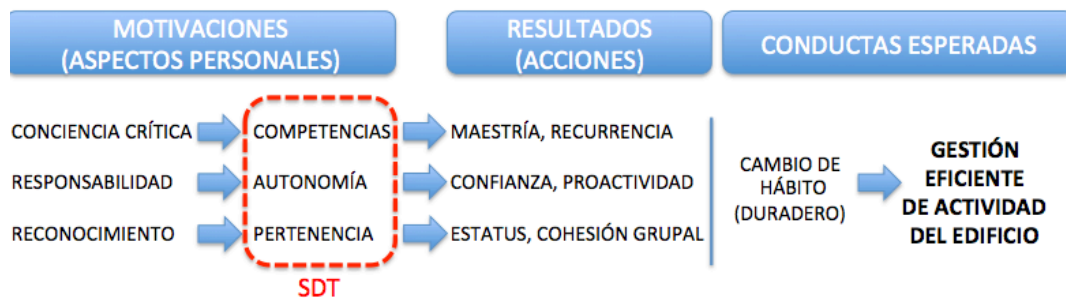 MOTIVACIONES
(ASPECTOS PERSONALES)
RESULTADOS
(ACCIONES)
CONDUCTAS ESPERADAS
CONCIENCIA CRÍTICA
COMPETENCIAS
MAESTRÍA, RECURRENCIA
RESPONSABILIDAD
AUTONOMÍA
CONFIANZA, PROACTIVIDAD
RECONOCIMIENTO
PERTENENCIA
ESTATUS, COHESIÓN GRUPAL
SDT
CAMBIO DE
HÁBITO
(DURADERO)
GESTIÓN
EFICIENTE
DE ACTIVIDAD
DEL EDIFICIO